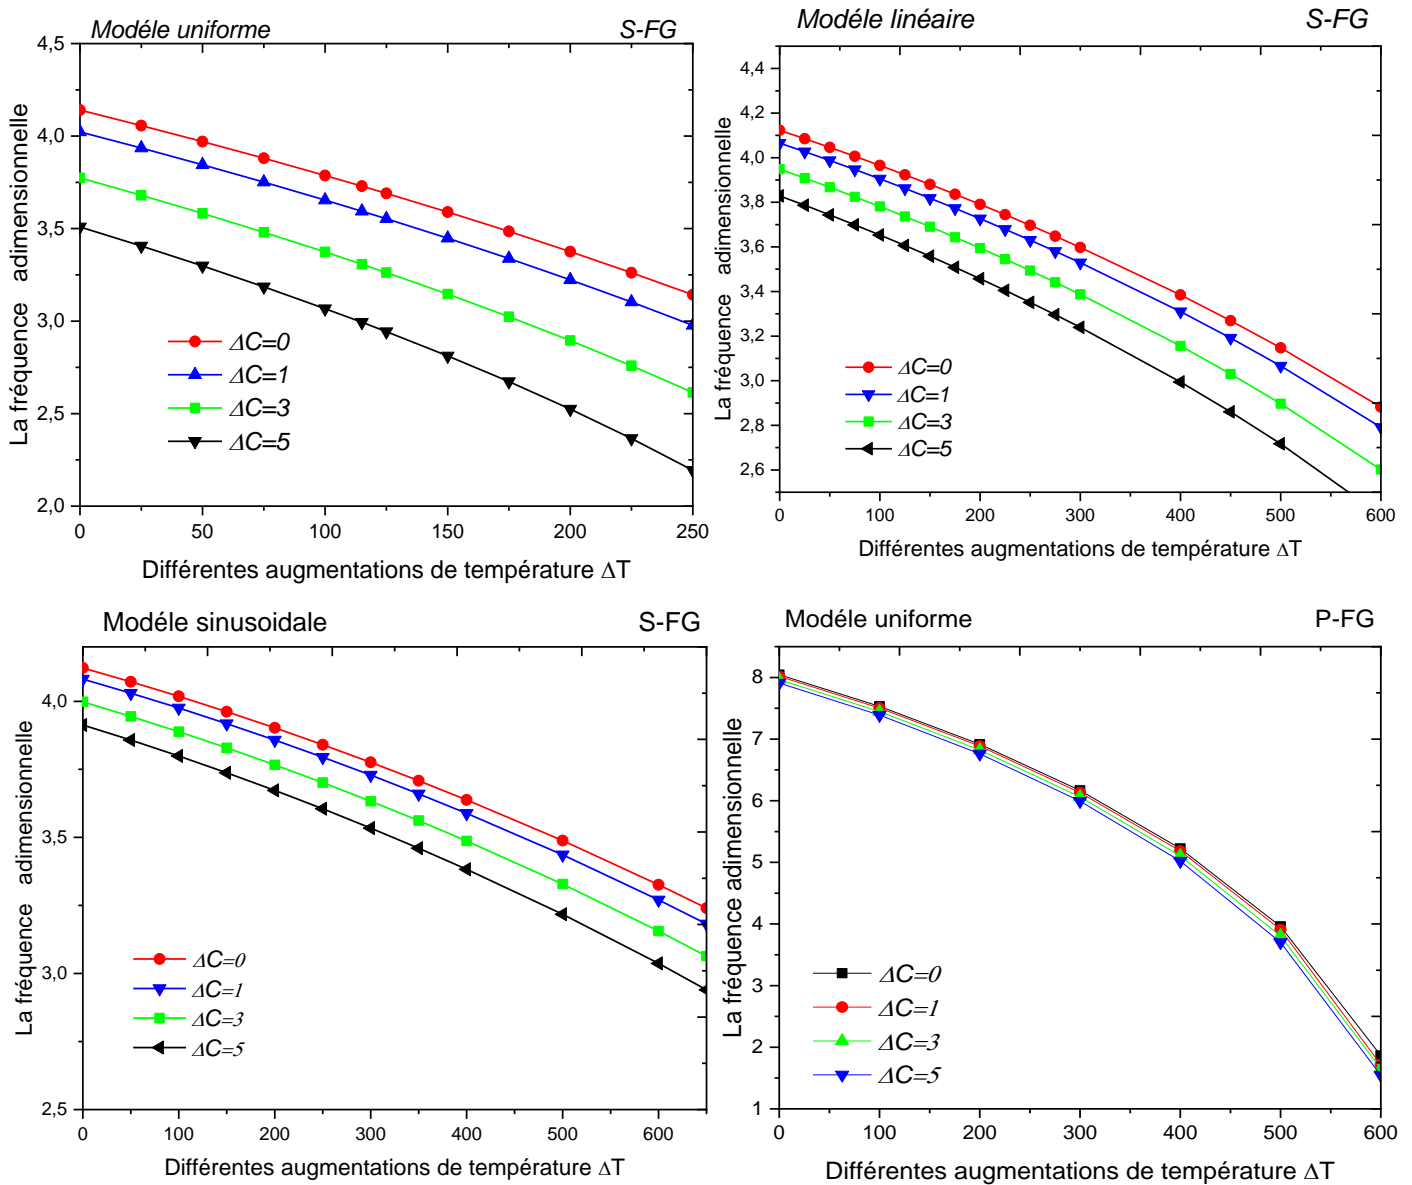 Modéle uniforme S-FG
4,5
4,0
3,5
3,0
2,5
2,0
La fréquence adimensionnelle
ΔC=0
ΔC=1
ΔC=3
ΔC=5
0 50 100 150 200 250
Différentes augmentations de température ΔT
Modéle linéaire S-FG
4,4
4,2
4,0
3,8
3,6
3,4
3,2
3,0
2,8
2,6
La fréquence adimensionnelle
ΔC=0
ΔC=1
ΔC=3
ΔC=5
0 100 200 300 400 500 600
Différentes augmentations de température ΔT
Modéle sinusoidale S-FG
4,0
3,5
3,0
2,5
La fréquence adimensionnelle
ΔC=0
ΔC=1
ΔC=3
ΔC=5
0 100 200 300 400 500 600
Différentes augmentations de température ΔT
Modéle uniforme P-FG
8
7
6
5
4
3
2
1
La fréquence adimensionnelle
ΔC=0
ΔC=1
ΔC=3
ΔC=5
0 100 200 300 400 500 600
Différentes augmentations de température ΔT